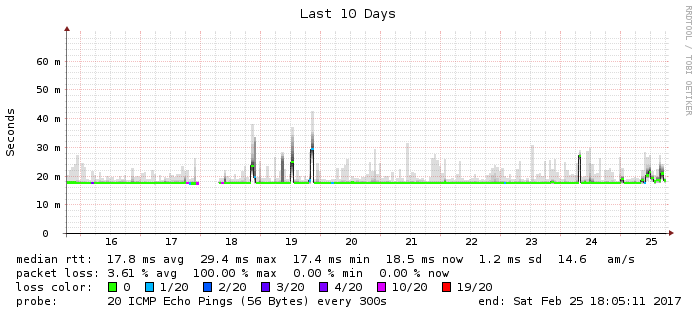 Last 10 Days
RRDTOOL / TOBI OETIKER
Seconds
60 m
50 m
40 m
30 m
20 m
10 m
0
16 17 18 19 20 21 22 23 24 25
median rtt: 17.8 ms avg 29.4 ms max 17.4 ms min 18.5 ms now 1.2 ms sd 14.6 am/s
packet loss: 3.61 % avg 100.00 % max 0.00 % min 0.00 % now
loss color: 0 1/20 2/20 3/20 4/20 10/20 19/20
probe: 20 ICMP Echo Pings (56 Bytes) every 300s end: Sat Feb 25 18:05:11 2017